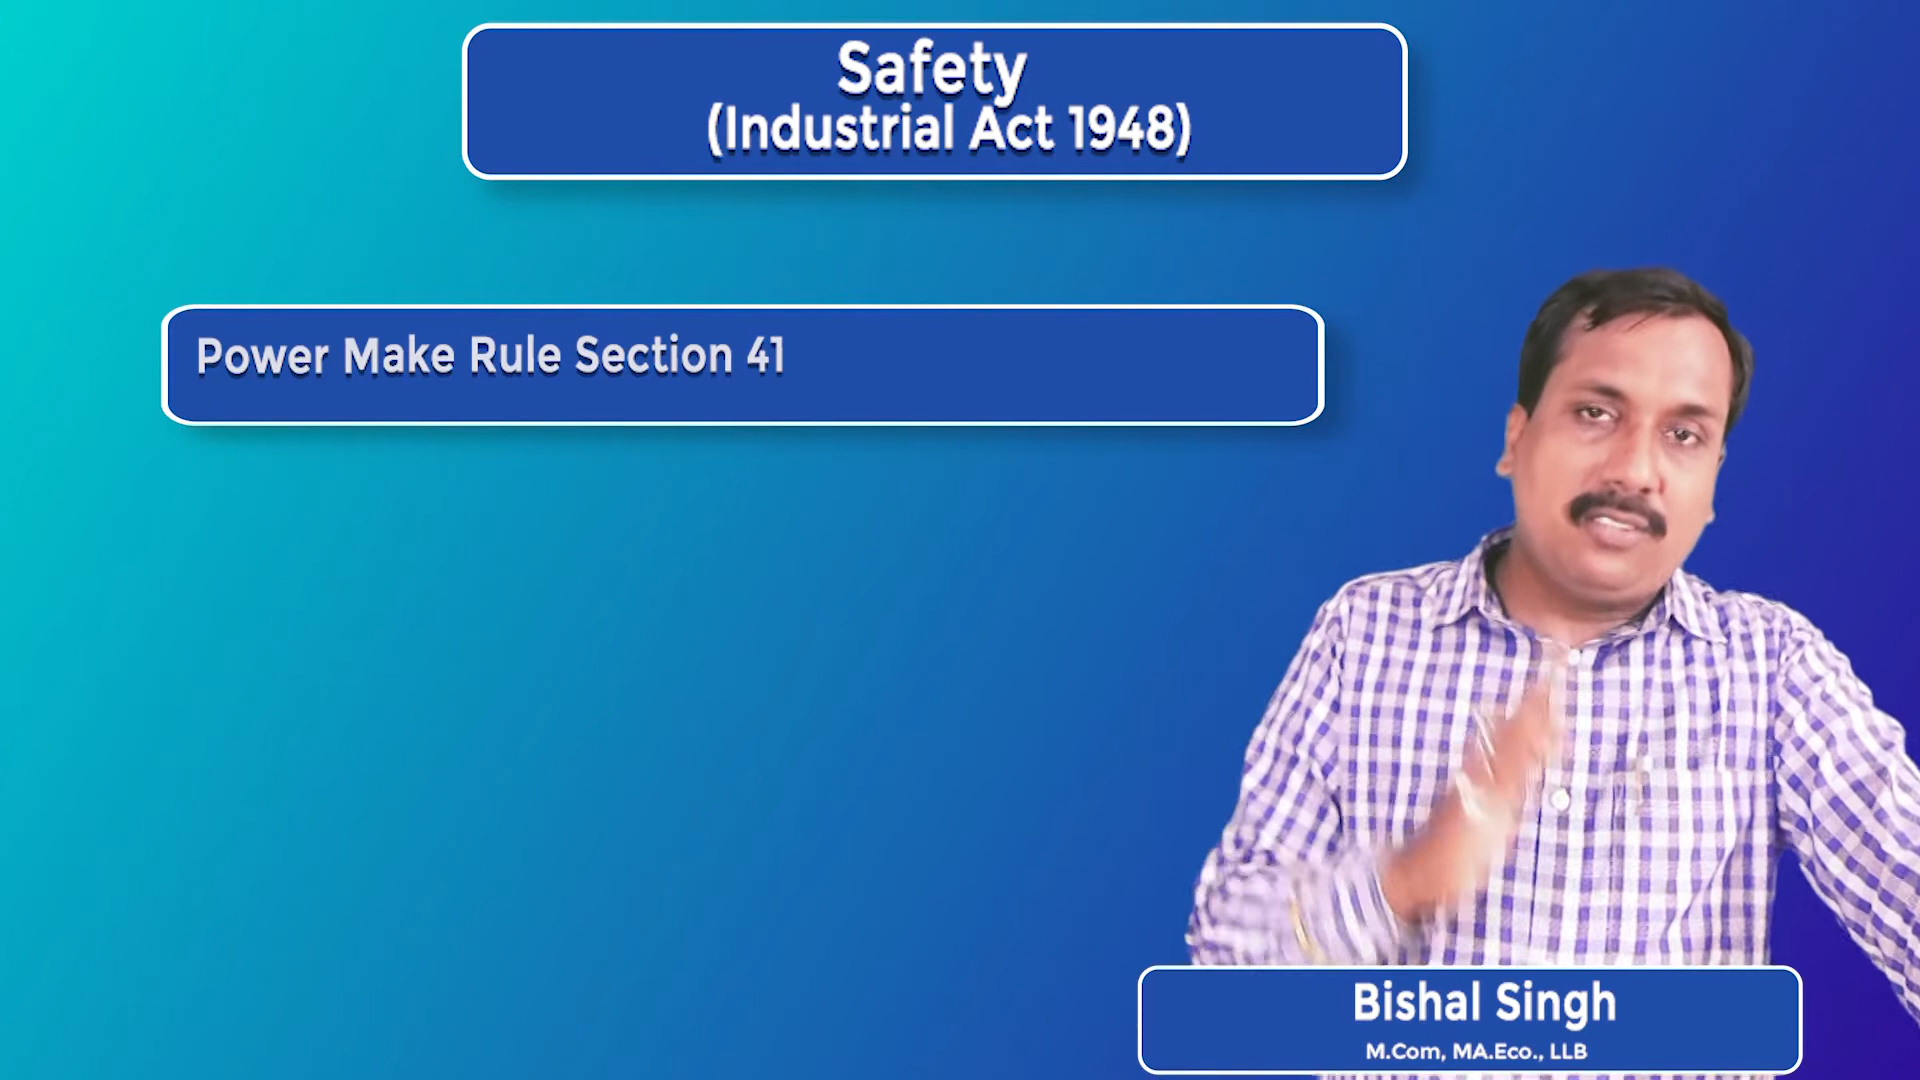 Safety
(Industrial Act 1948)
Power Make Rule Section 41
Bishal Singh
M.Com, MA.Eco., LLB